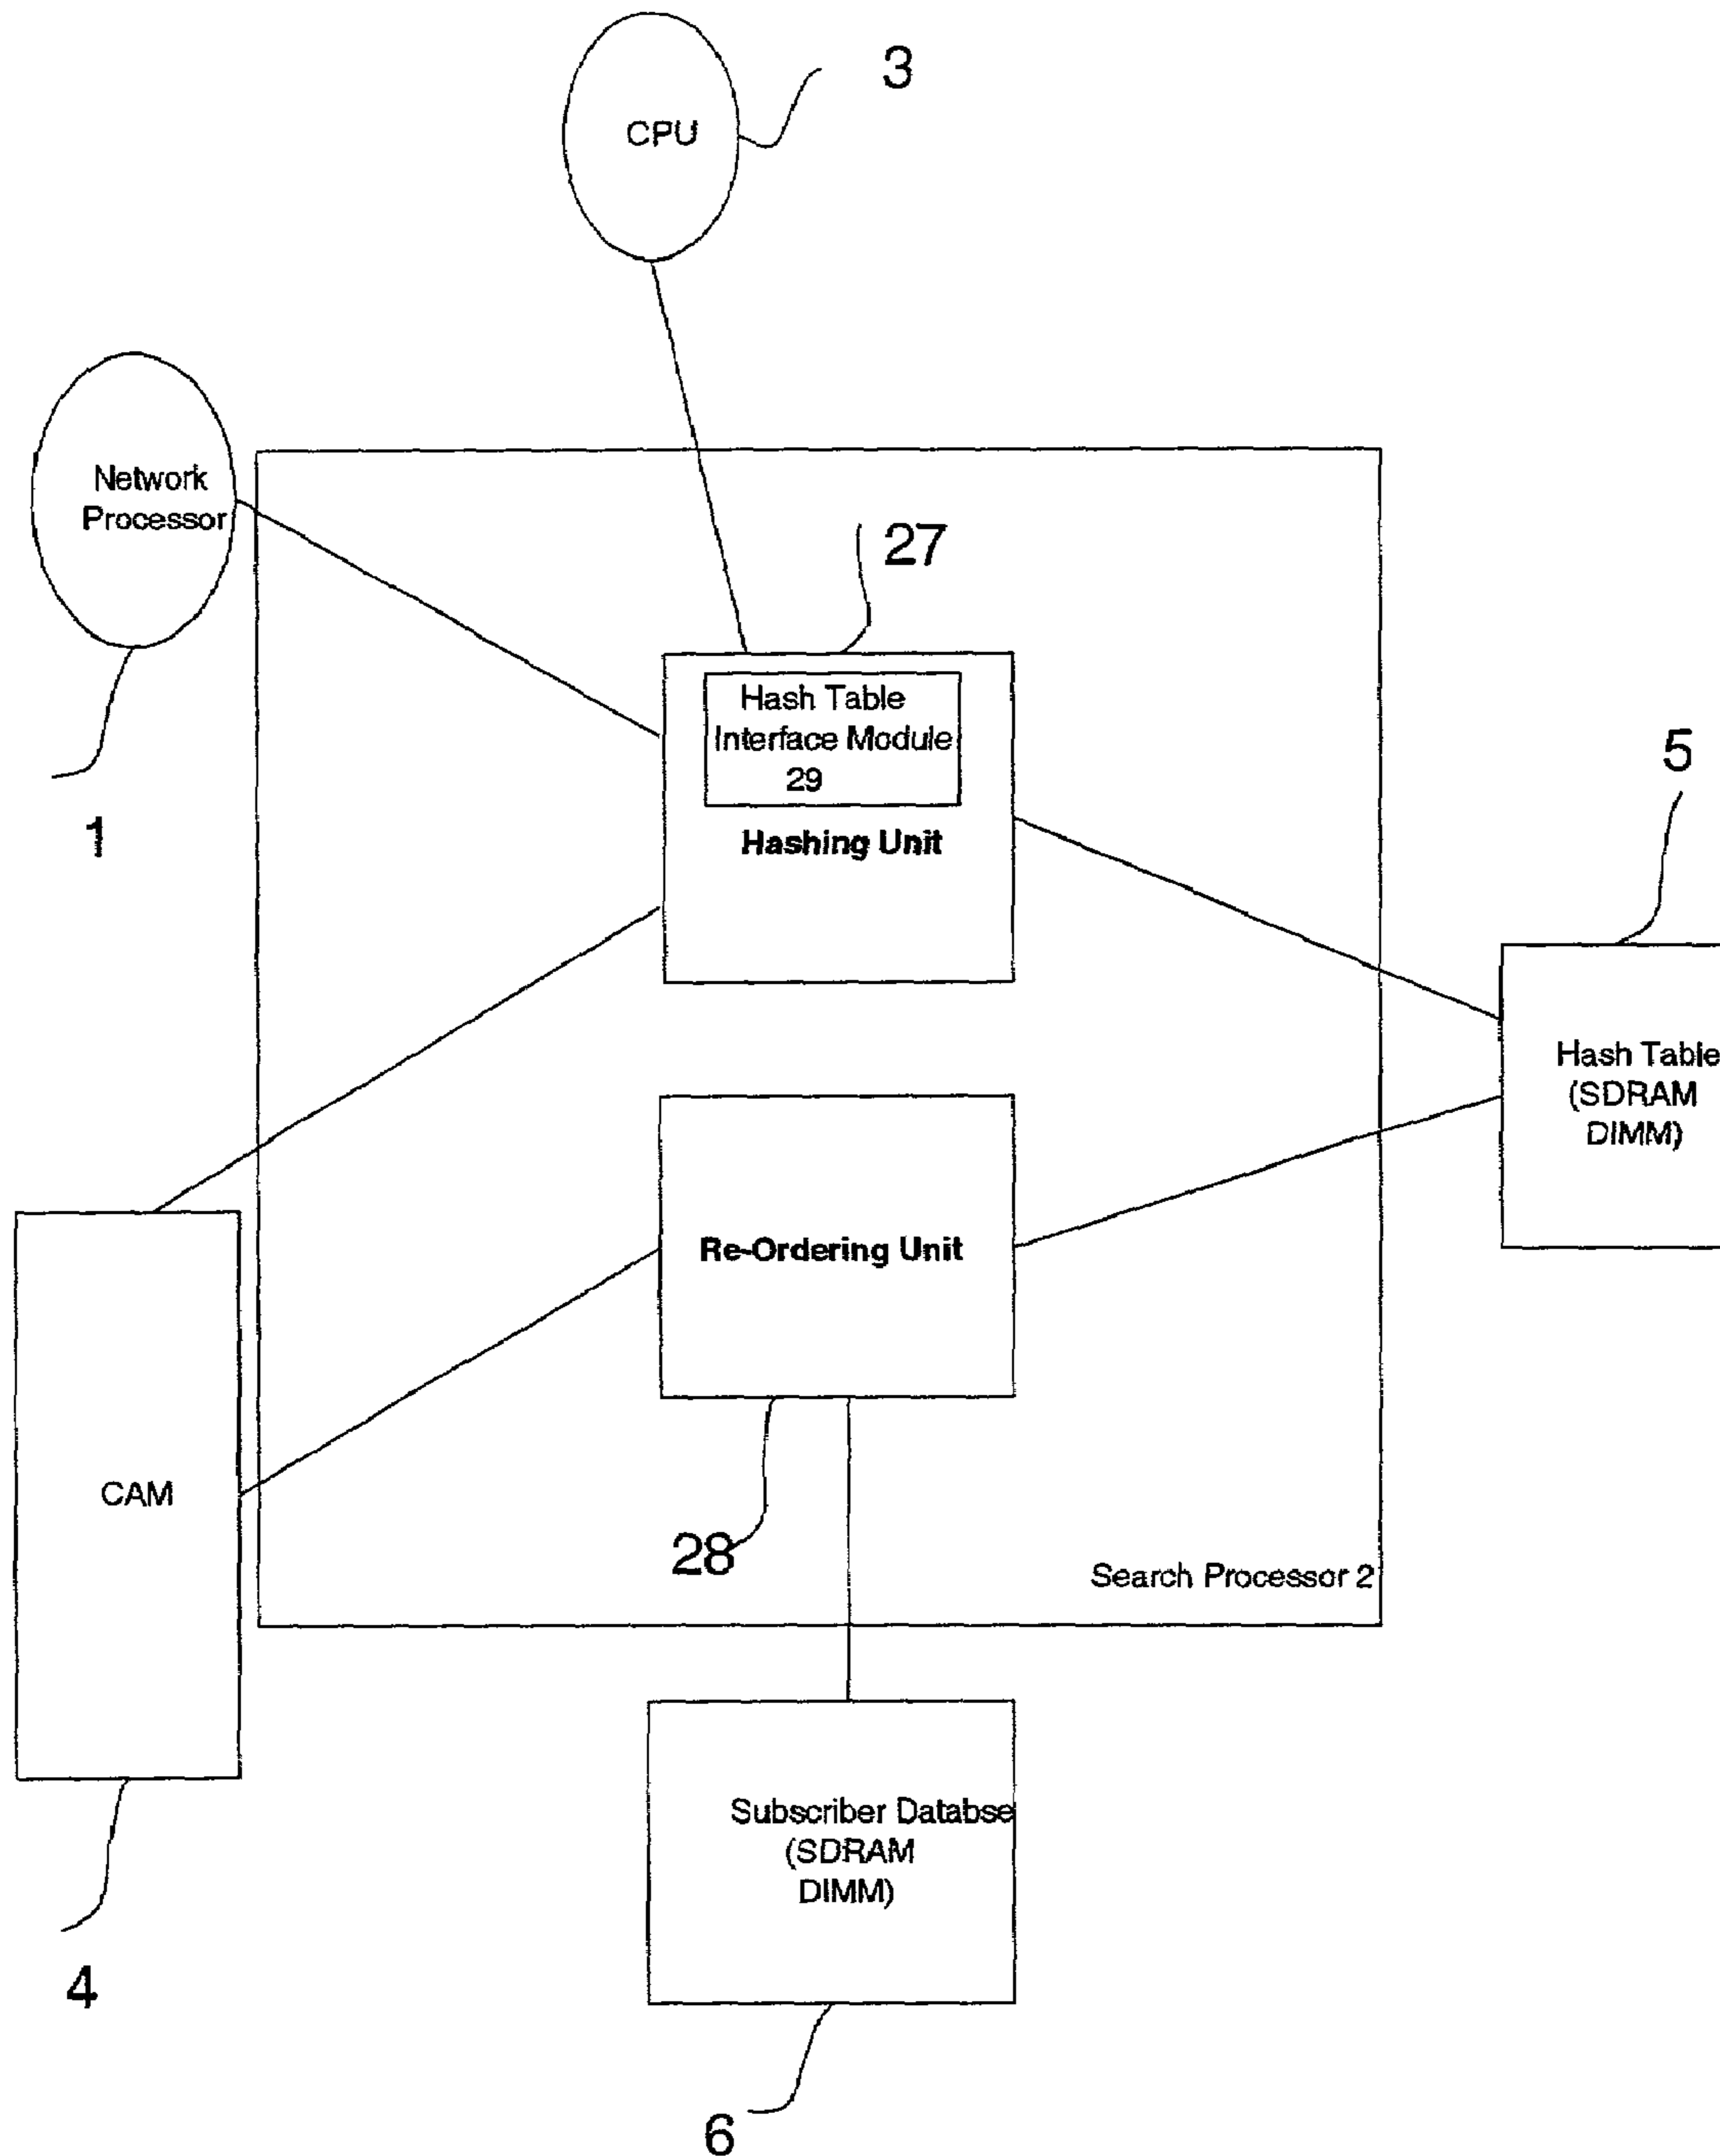 3
CPU
Network
Processor
27
Hash Table
Interface Module
29
Hashing Unit
1
5
Hash Table
(SDRAM
DIMM)
Re-Ordering Unit
CAM
28
Search Processor 2
Subscriber Databse
(SDRAM
DIMM)
4
6